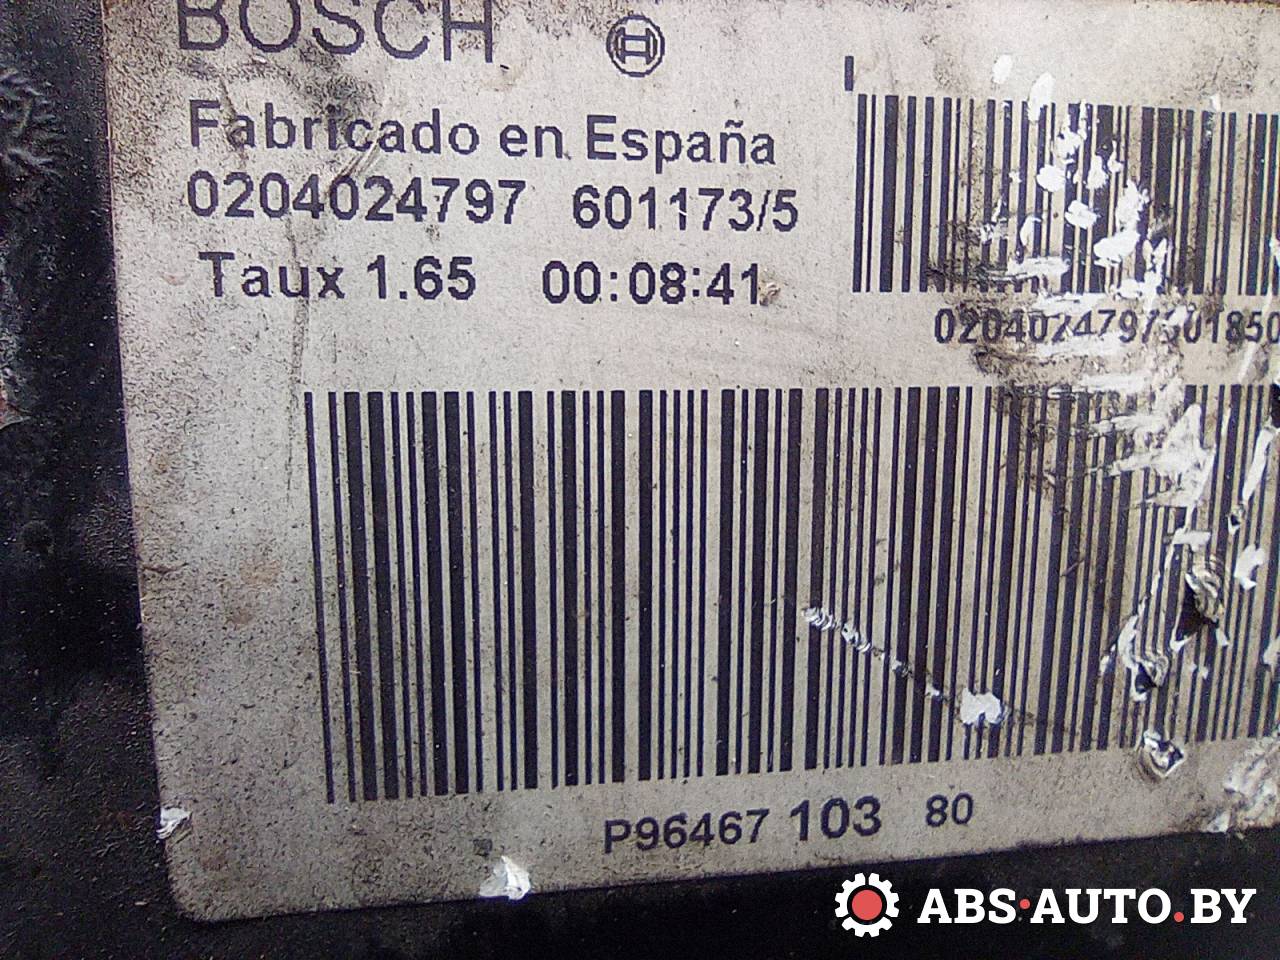 BOSCH
Fabricado en España
0204024797 601173/5
Taux 1.65 00:08:41
P96467 103 80
ABS·AUTO.BY